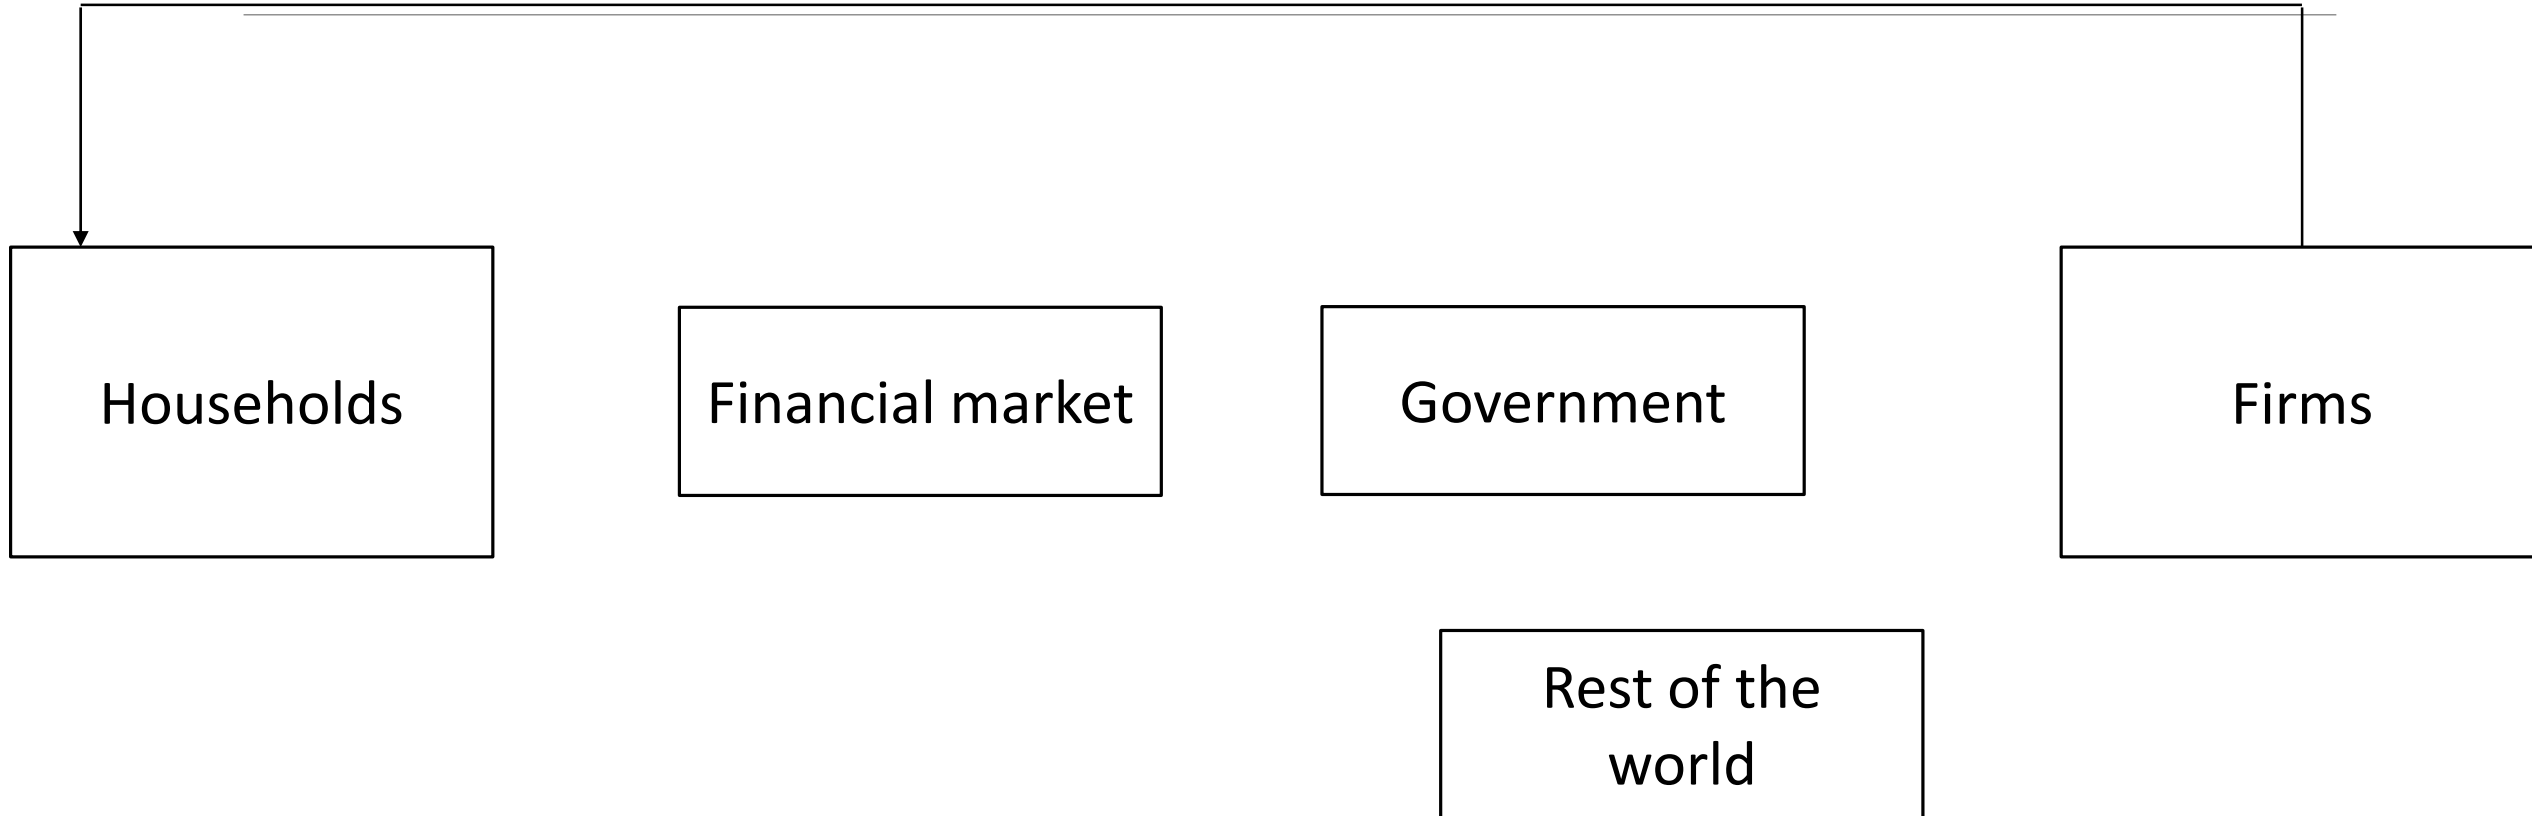 Households
Financial market
Government
Firms
Rest of the
world